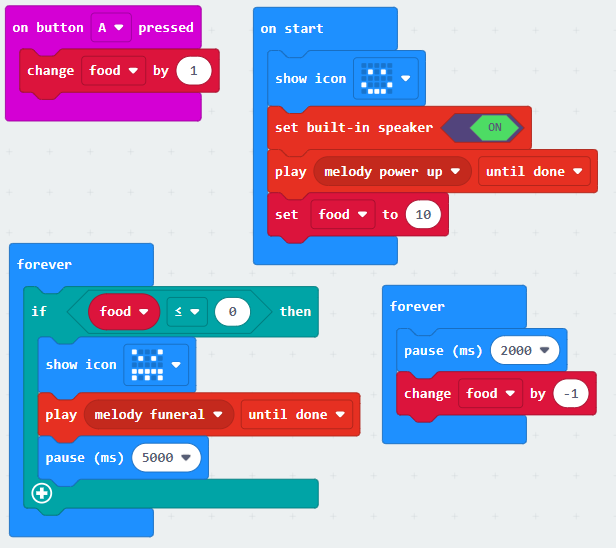 on button A pressed
change food by 1
on start
show icon
set built-in speaker ON
play melody power up until done
set food to 10
forever
if food ≤ 0 then
show icon
play melody funeral until done
pause (ms) 5000
forever
pause (ms) 2000
change food by -1